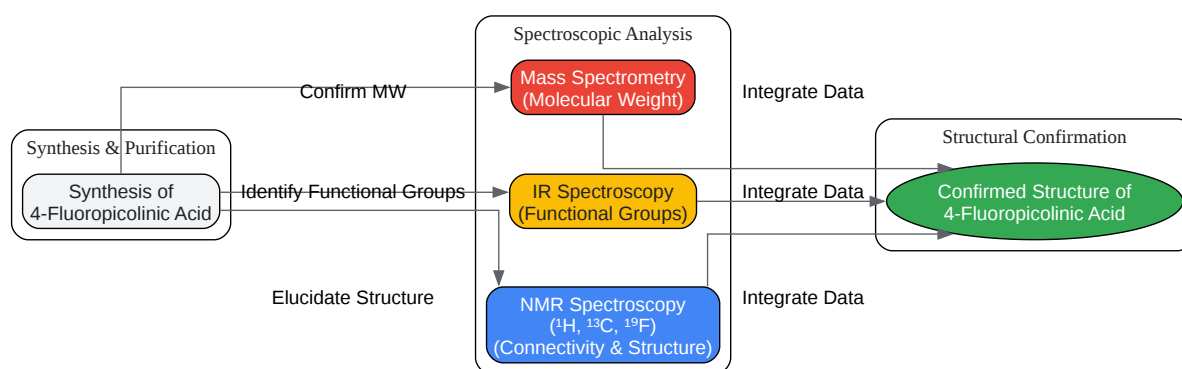 Spectroscopic Analysis
Mass Spectrometry
(Molecular Weight)
Confirm MW
Integrate Data
Synthesis & Purification
Structural Confirmation
Synthesis of
4-Fluoropicolinic Acid
Identify Functional Groups
IR Spectroscopy
(Functional Groups)
Integrate Data
Confirmed Structure of
4-Fluoropicolinic Acid
Elucidate Structure
NMR Spectroscopy
(¹H, ¹³C, ¹⁹F)
(Connectivity & Structure)
Integrate Data